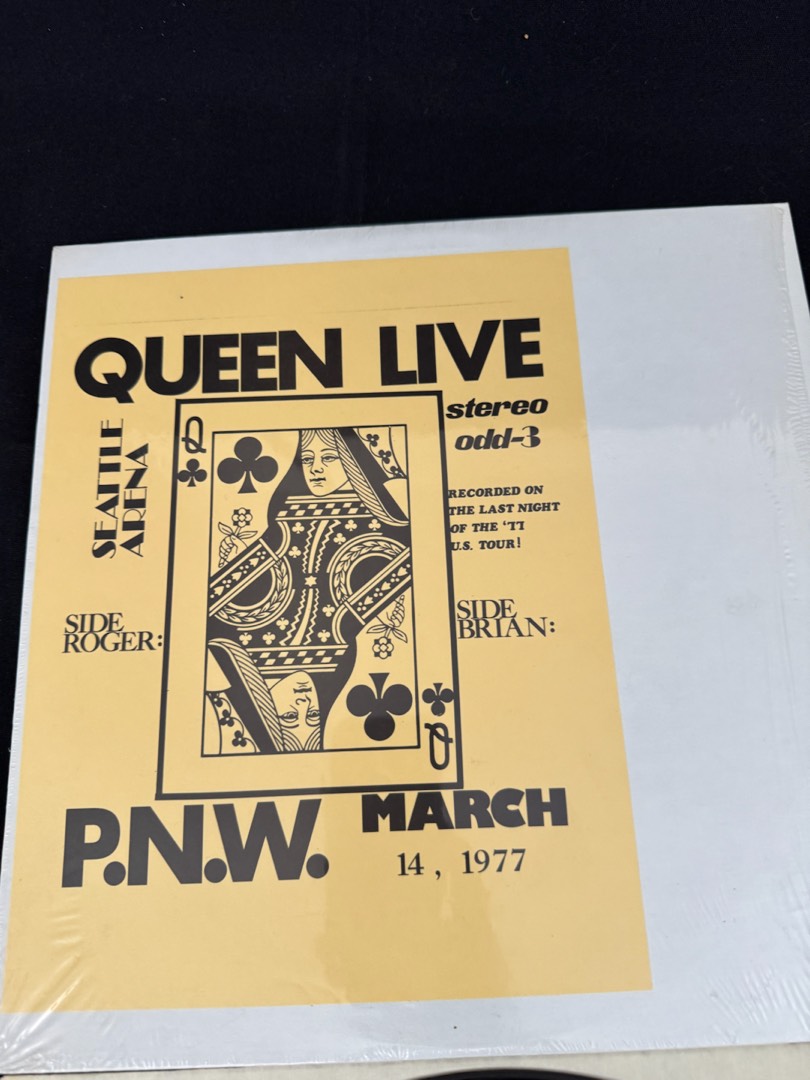 QUEEN LIVE
SEATTLE
ARENA
Q
stereo
odd-3
RECORDED ON
THE LAST NIGHT
OF THE '77
U.S. TOUR!
SIDE
ROGER:
SIDE
BRIAN:
Q
P.N.W.
MARCH
14, 1977